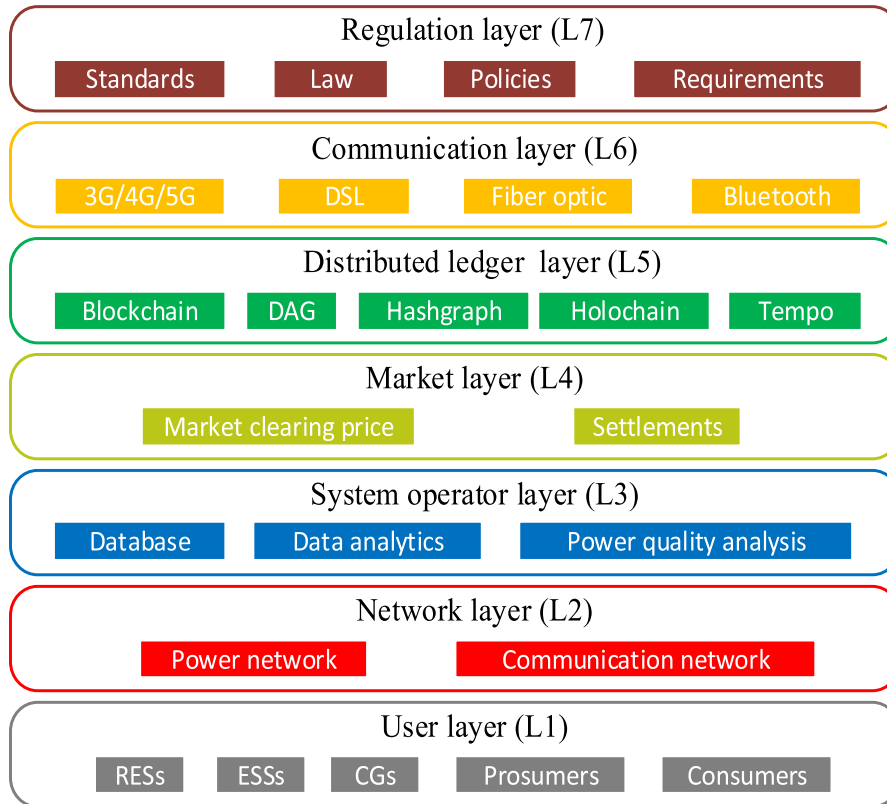 Regulation layer (L7)
Standards Law Policies Requirements
Communication layer (L6)
3G/4G/5G DSL Fiber optic Bluetooth
Distributed ledger layer (L5)
Blockchain DAG Hashgraph Holochain Tempo
Market layer (L4)
Market clearing price Settlements
System operator layer (L3)
Database Data analytics Power quality analysis
Network layer (L2)
Power network Communication network
User layer (L1)
RESs ESSs CGs Prosumers Consumers